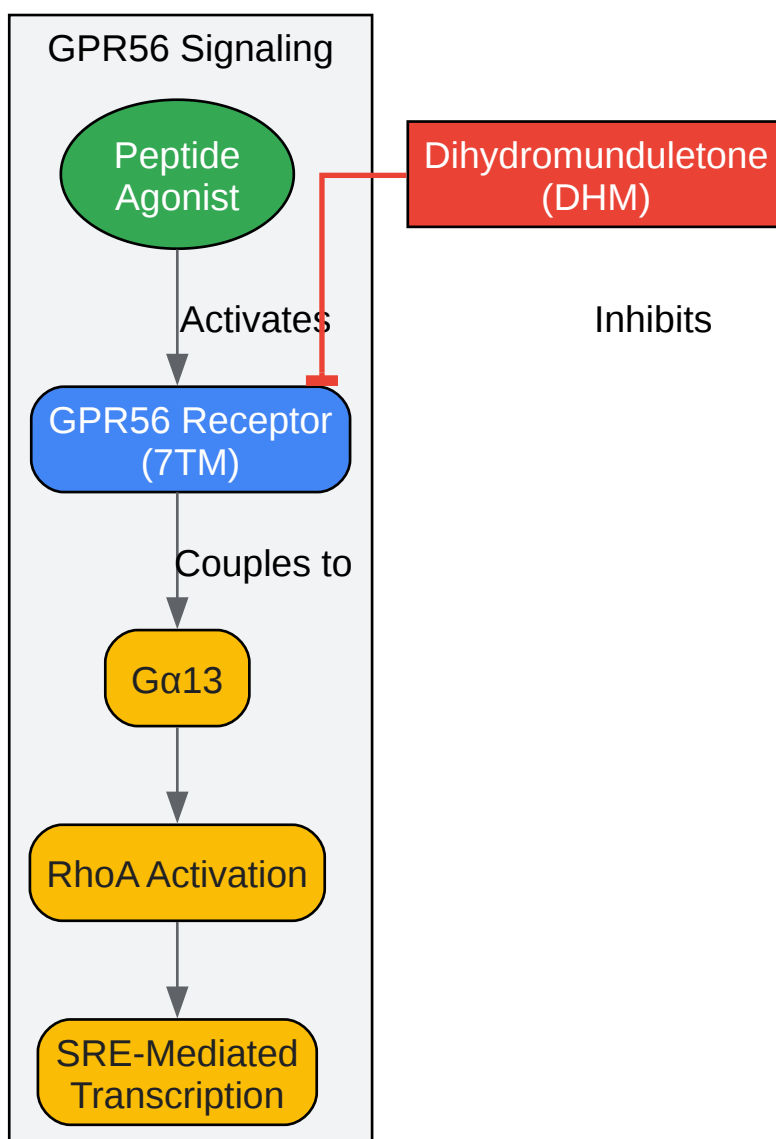 GPR56 Signaling
Peptide
Agonist
Dihydromunduletone
(DHM)
Activates
Inhibits
GPR56 Receptor
(7TM)
Couples to
Gα13
RhoA Activation
SRE-Mediated
Transcription